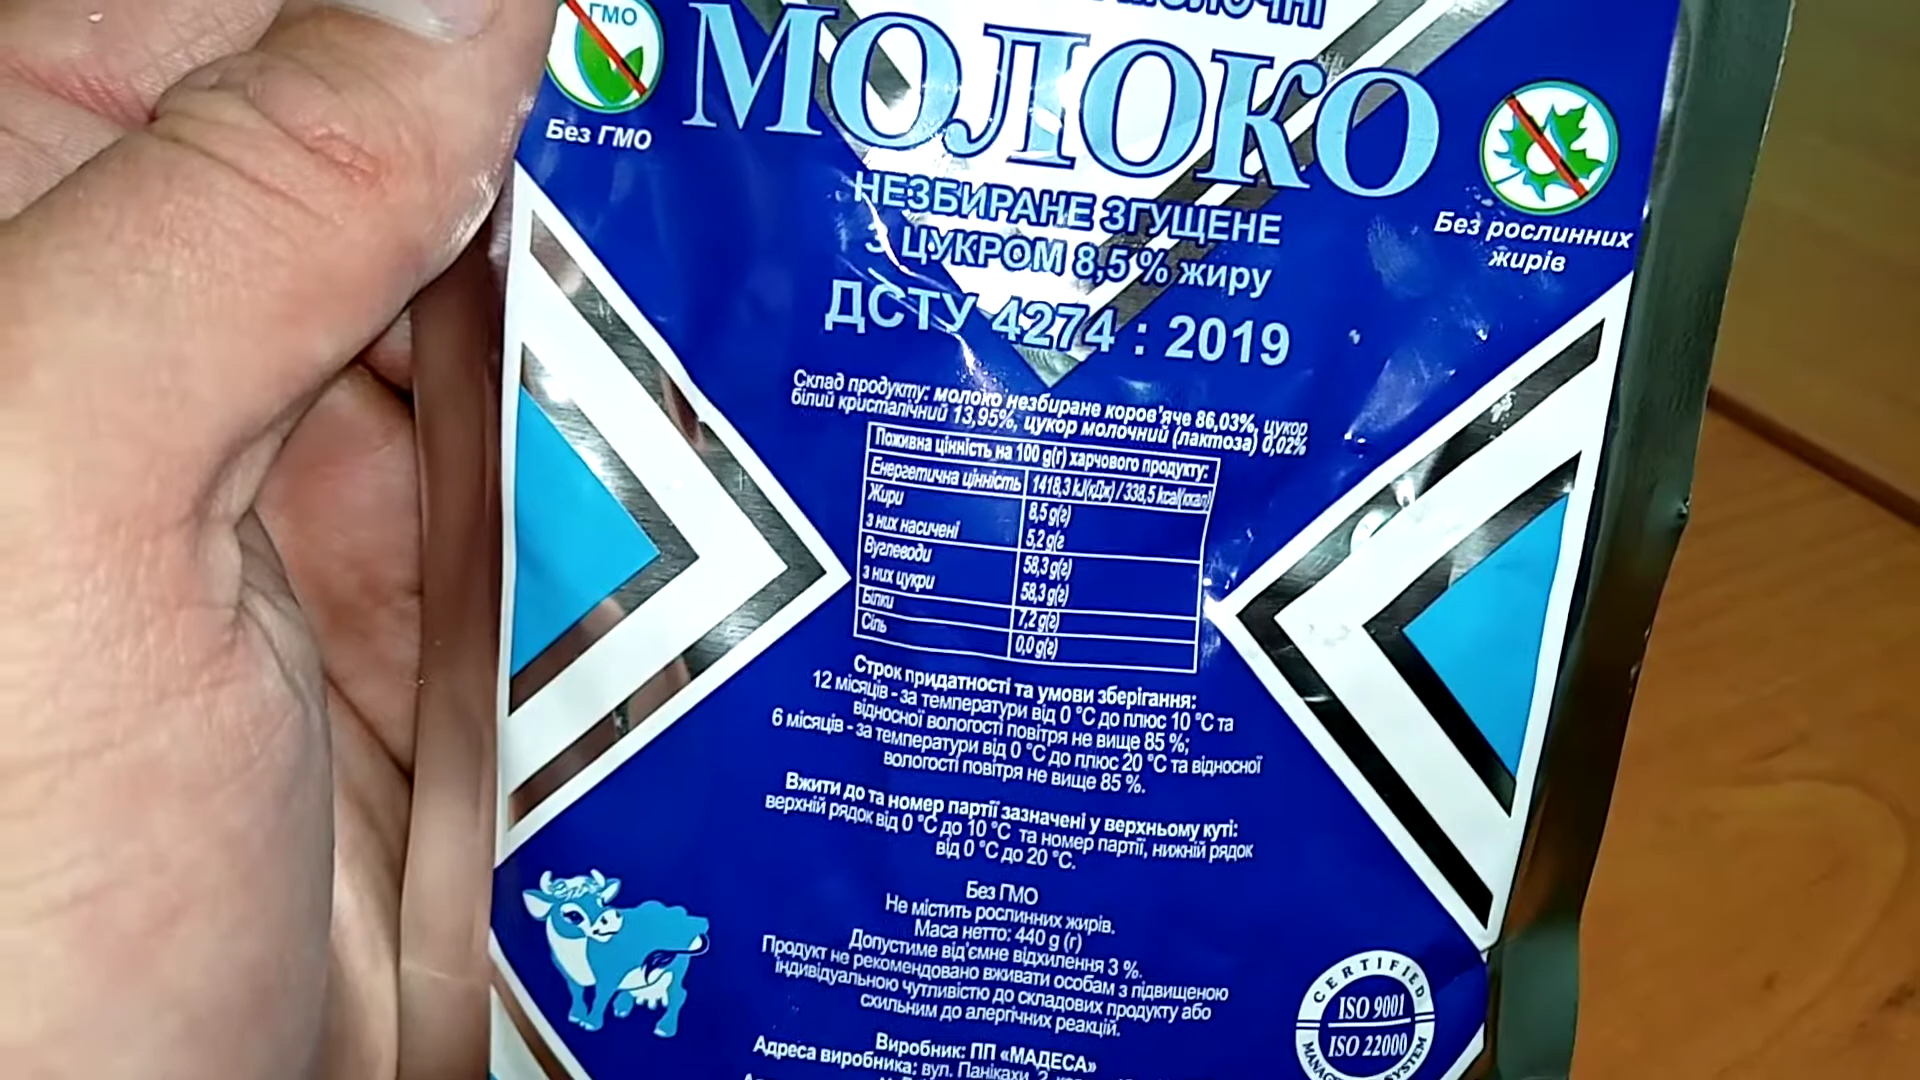 ГМО
Без ГМО
МОЛОКО
Без рослинних
жирів
НЕЗБИРАНЕ ЗГУЩЕНЕ
З ЦУКРОМ 8,5 % жиру
ДСТУ 4274 : 2019
Склад продукту: молоко незбиране коров'яче 86,03%, цукор
білий кристалічний 13,95%, цукор молочний (лактоза) 0,02%
Поживна цінність на 100 g(г) харчового продукту:
Енергетична цінність 1418,3 kJ(кДж) / 338,5 kcal(ккал)
Жири 8,5 g(г)
з них насичені 5,2 g(г
Вуглеводи 58,3 g(г)
з них цукри 58,3 g(г)
Білки 7,2 g(г)
Сіль 0,0 g(г)
Строк придатності та умови зберігання:
12 місяців - за температури від 0 °С до плюс 10 °С та
відносної вологості повітря не вище 85 %;
6 місяців - за температури від 0 °С до плюс 20 °С та відносної
вологості повітря не вище 85 %.
Вжити до та номер партії зазначені у верхньому куті:
верхній рядок від 0 °С до 10 °С та номер партії, нижній рядок
від 0 °С до 20 °С.
Без ГМО
Не містить рослинних жирів.
Маса нетто: 440 g (г)
Допустиме від'ємне відхилення 3 %.
Продукт не рекомендовано вживати особам з підвищеною
індивідуальною чутливістю до складових продукту або
схильним до алергічних реакцій.
Виробник: ПП «МАДЕСА»
Адреса виробника: вул. Панікахи, 2
CERTIFIED
ISO 9001
ISO 22000
SYSTEM